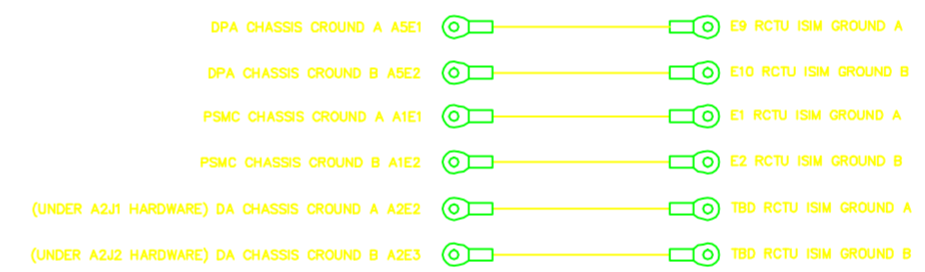 DPA CHASSIS CROUND A A5E1 E9 RCTU ISIM GROUND A
DPA CHASSIS CROUND B A5E2 E10 RCTU ISIM GROUND B
PSMC CHASSIS CROUND A A1E1 E1 RCTU ISIM GROUND A
PSMC CHASSIS CROUND B A1E2 E2 RCTU ISIM GROUND B
(UNDER A2J1 HARDWARE) DA CHASSIS CROUND A A2E2 TBD RCTU ISIM GROUND A
(UNDER A2J2 HARDWARE) DA CHASSIS CROUND B A2E3 TBD RCTU ISIM GROUND B